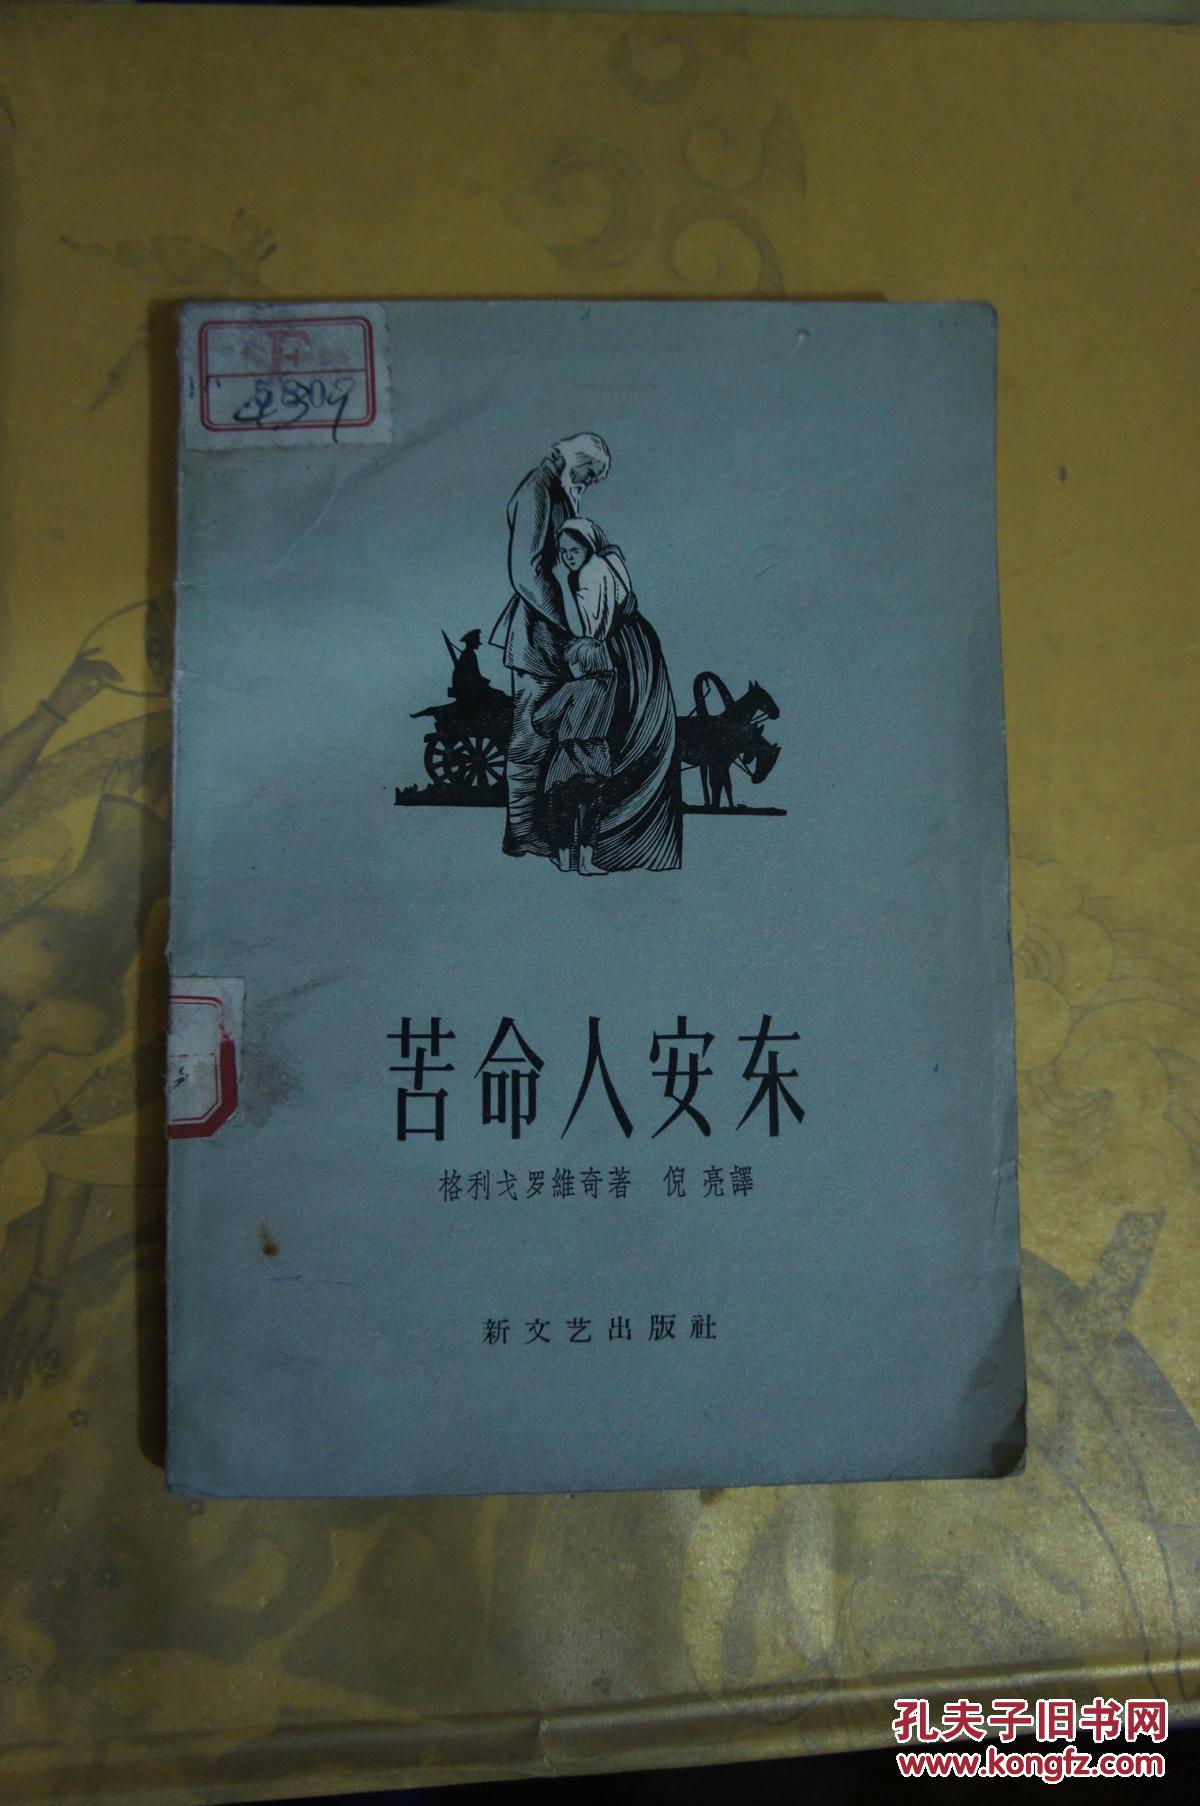 F
苦命人安东
格利戈罗維奇著 倪亮譯
新文艺出版社
孔夫子旧书网
www.kongfz.com